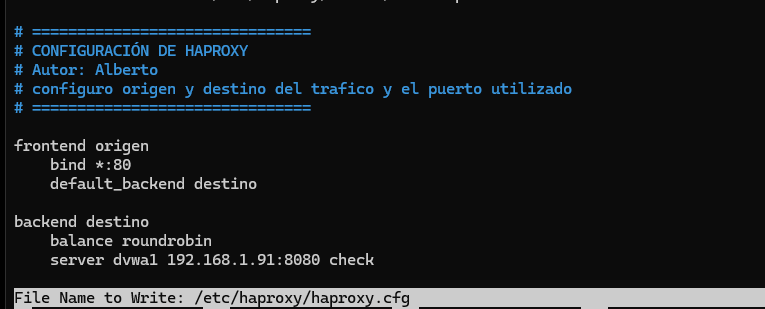 # ===============================
# CONFIGURACIÓN DE HAPROXY
# Autor: Alberto
# configuro origen y destino del trafico y el puerto utilizado
# ===============================
frontend origen
    bind *:80
    default_backend destino
backend destino
    balance roundrobin
    server dvwa1 192.168.1.91:8080 check
File Name to Write: /etc/haproxy/haproxy.cfg